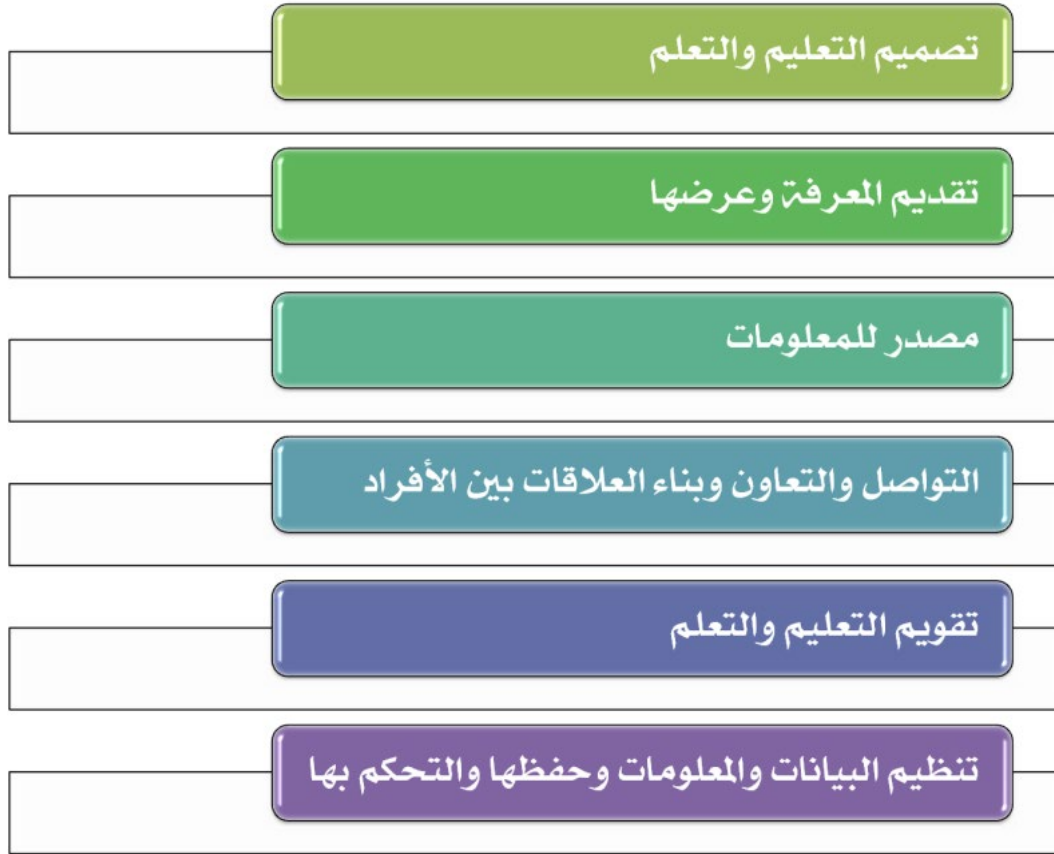 تصميم التعليم والتعلم
تقديم المعرفة وعرضها
مصدر للمعلومات
التواصل والتعاون وبناء العلاقات بين الأفراد
تقويم التعليم والتعلم
تنظيم البيانات والمعلومات وحفظها والتحكم بها